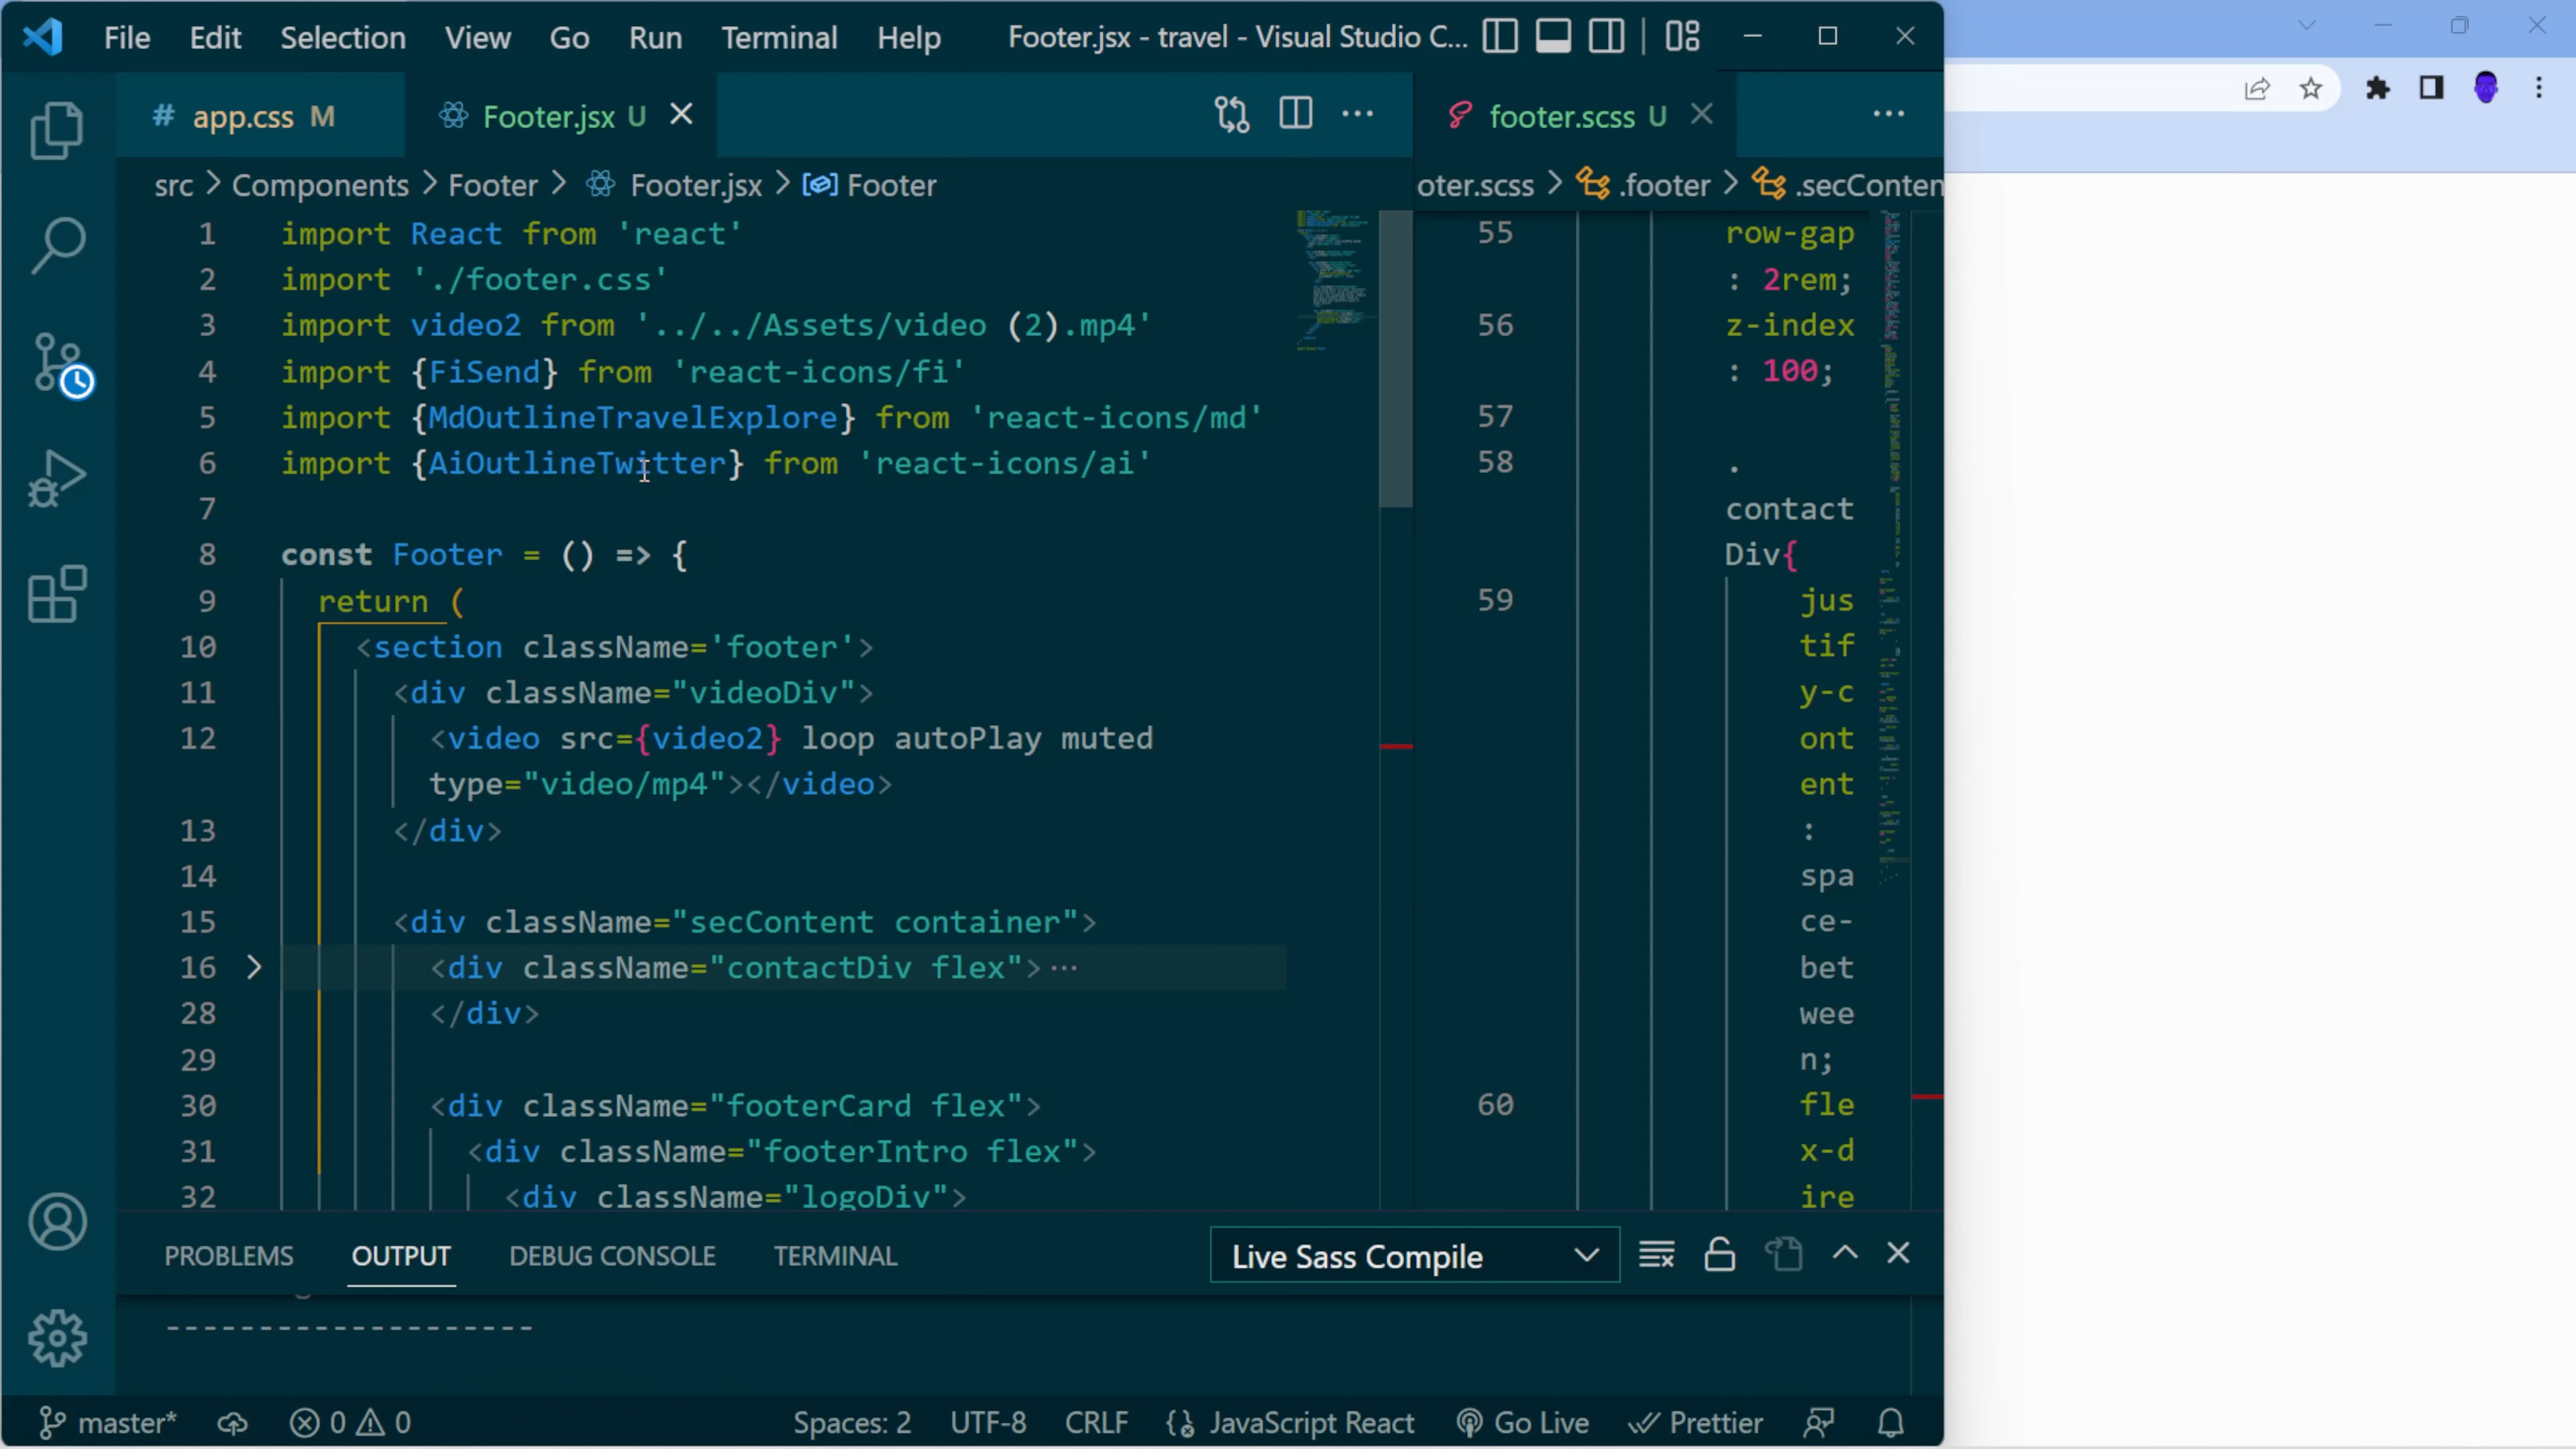 File Edit Selection View Go Run Terminal Help Footer.jsx - travel - Visual Studio C...
# app.css M Footer.jsx U
src > Components > Footer > Footer.jsx > Footer
1 import React from 'react'
2 import './footer.css'
3 import video2 from '../../Assets/video (2).mp4'
4 import {FiSend} from 'react-icons/fi'
5 import {MdOutlineTravelExplore} from 'react-icons/md'
6 import {AiOutlineTwitter} from 'react-icons/ai'
7
8 const Footer = () => {
9 return (
10 <section className='footer'>
11 <div className="videoDiv">
12 <video src={video2} loop autoPlay muted
type="video/mp4"></video>
13 </div>
14
15 <div className="secContent container">
16 <div className="contactDiv flex">···
28 </div>
29
30 <div className="footerCard flex">
31 <div className="footerIntro flex">
32 <div className="logoDiv">
footer.scss U
oter.scss > .footer > .secConten
55 row-gap
: 2rem;
56 z-index
: 100;
57
58 .
contact
Div{
59 jus
tif
y-c
ont
ent
:
spa
ce-
bet
wee
n;
60 fle
x-d
ire
PROBLEMS OUTPUT DEBUG CONSOLE TERMINAL Live Sass Compile
--------------------
master* 0 0 Spaces: 2 UTF-8 CRLF JavaScript React Go Live Prettier